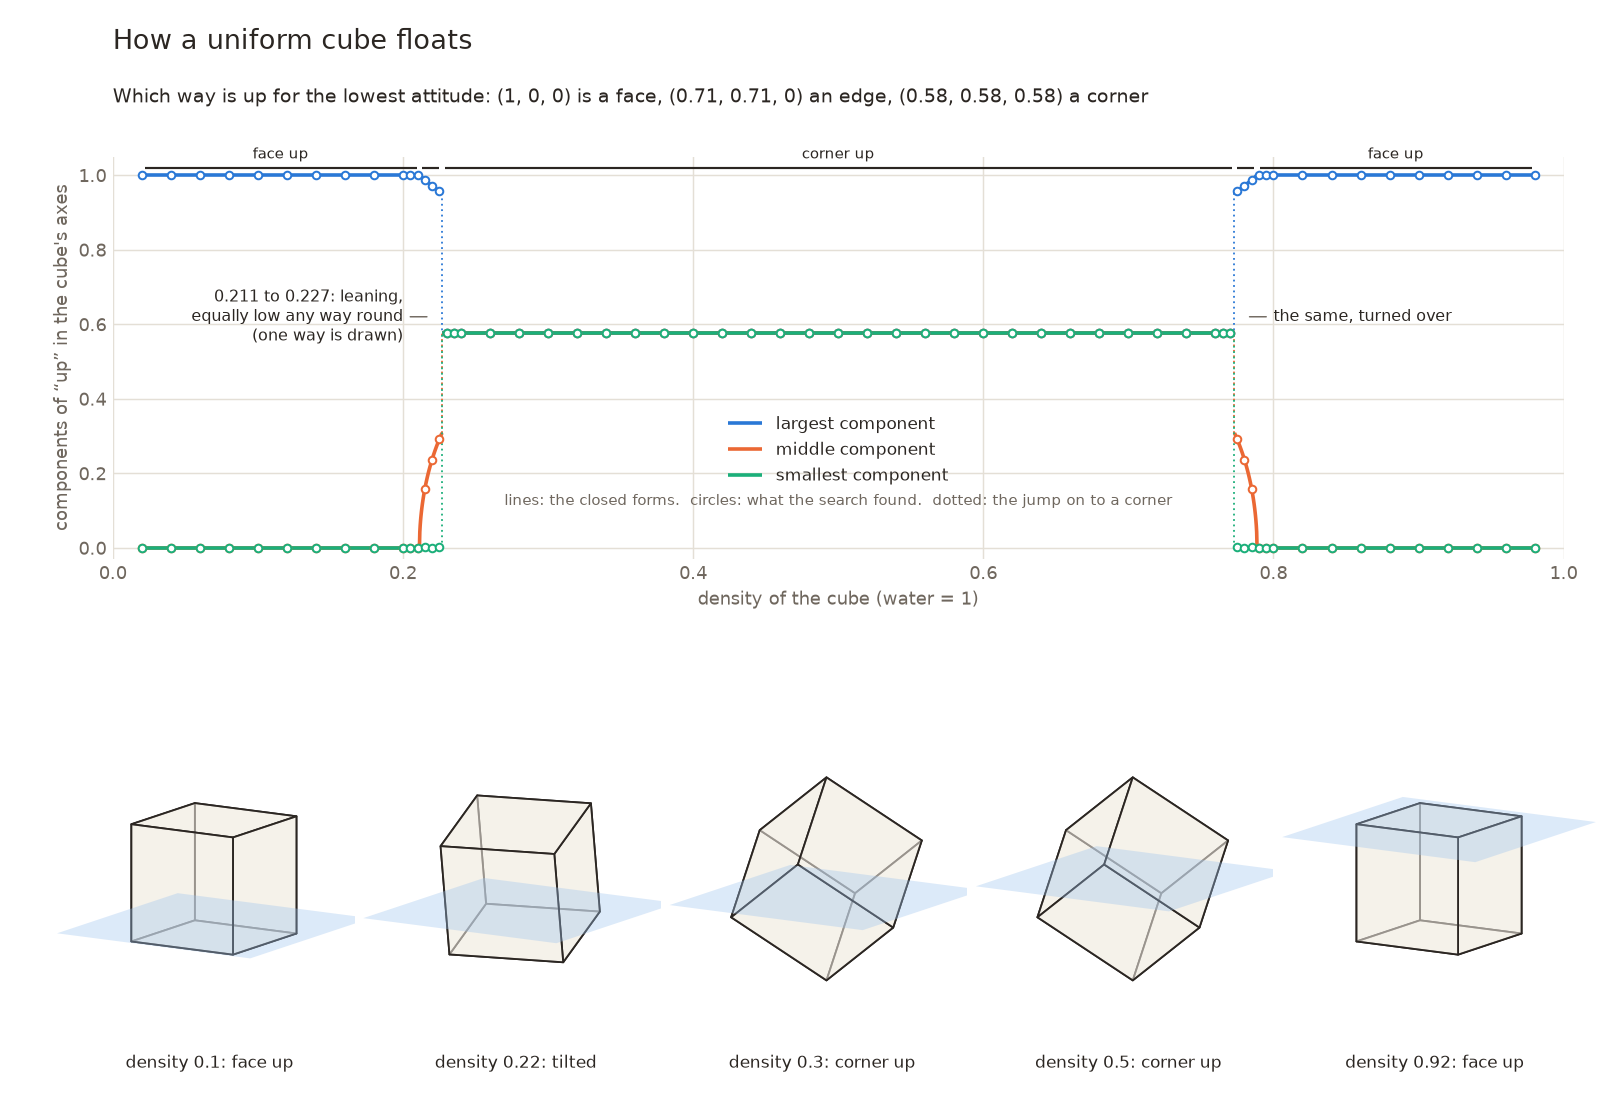 How a uniform cube floats
Which way is up for the lowest attitude: (1, 0, 0) is a face, (0.71, 0.71, 0) an edge, (0.58, 0.58, 0.58) a corner
face up
corner up
face up
components of “up” in the cube's axes
1.0
0.8
0.6
0.4
0.2
0.0
0.211 to 0.227: leaning,
equally low any way round
(one way is drawn)
the same, turned over
largest component
middle component
smallest component
lines: the closed forms.  circles: what the search found.  dotted: the jump on to a corner
0.0
0.2
0.4
0.6
0.8
1.0
density of the cube (water = 1)
density 0.1: face up
density 0.22: tilted
density 0.3: corner up
density 0.5: corner up
density 0.92: face up